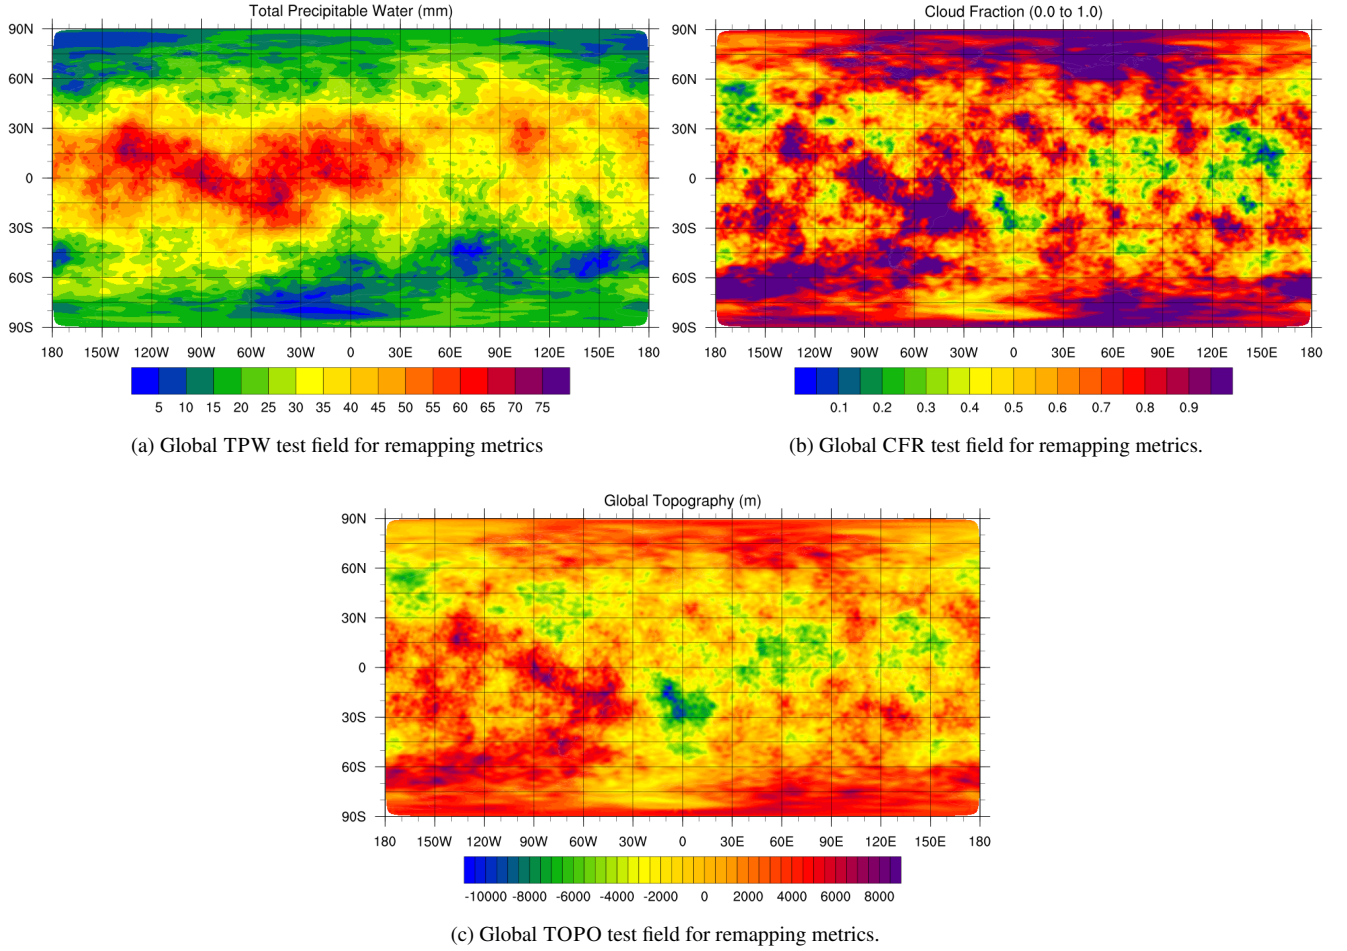 Total Precipitable Water (mm)
90N
60N
30N
0
30S
60S
90S
180 150W 120W 90W 60W 30W 0 30E 60E 90E 120E 150E 180
5 10 15 20 25 30 35 40 45 50 55 60 65 70 75
(a) Global TPW test field for remapping metrics
Cloud Fraction (0.0 to 1.0)
90N
60N
30N
0
30S
60S
90S
180 150W 120W 90W 60W 30W 0 30E 60E 90E 120E 150E 180
0.1 0.2 0.3 0.4 0.5 0.6 0.7 0.8 0.9
(b) Global CFR test field for remapping metrics.
Global Topography (m)
90N
60N
30N
0
30S
60S
90S
180 150W 120W 90W 60W 30W 0 30E 60E 90E 120E 150E 180
-10000 -8000 -6000 -4000 -2000 0 2000 4000 6000 8000
(c) Global TOPO test field for remapping metrics.